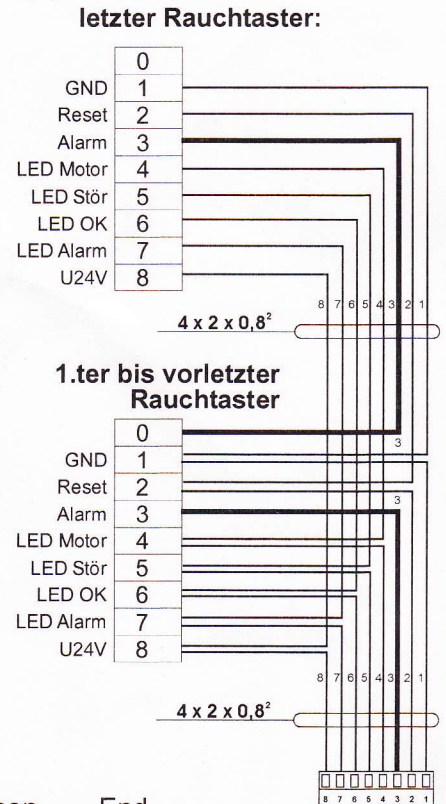 letzter Rauchtaster:
0
GND 1
Reset 2
Alarm 3
LED Motor 4
LED Stör 5
LED OK 6
LED Alarm 7
U24V 8
8 7 6 5 4 3 2 1
4 x 2 x 0,8²
1.ter bis vorletzter
Rauchtaster
0
3
GND 1
Reset 2
3
Alarm 3
LED Motor 4
LED Stör 5
LED OK 6
LED Alarm 7
U24V 8
8 7 6 5 4 3 2 1
4 x 2 x 0,8²
8 7 6 5 4 3 2 1